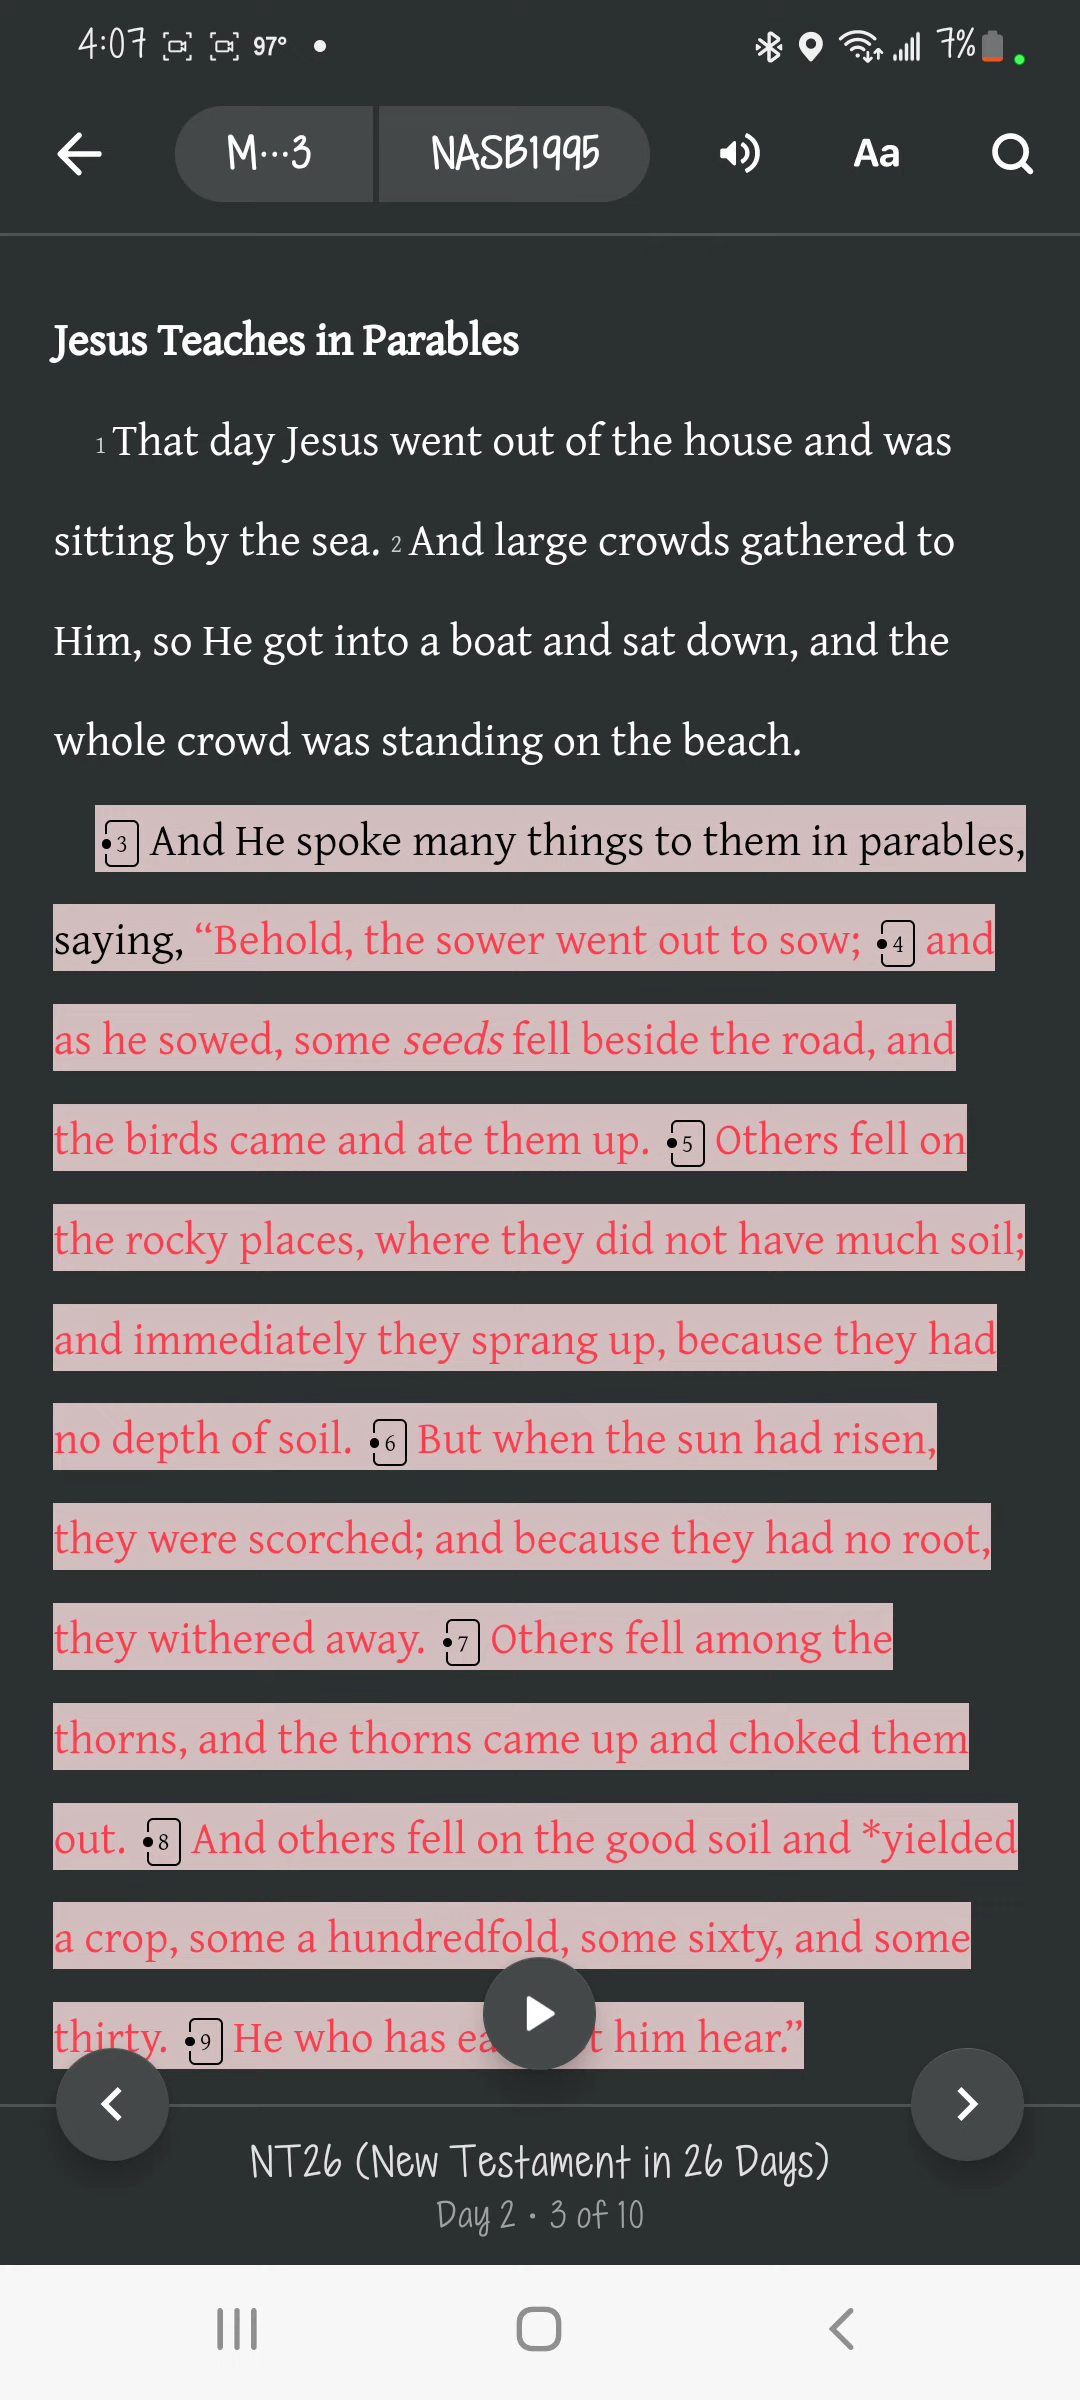 4:07 97° 7%
M...3 NASB1995 Aa
Jesus Teaches in Parables
1 That day Jesus went out of the house and was
sitting by the sea. 2 And large crowds gathered to
Him, so He got into a boat and sat down, and the
whole crowd was standing on the beach.
3 And He spoke many things to them in parables,
saying, “Behold, the sower went out to sow; 4 and
as he sowed, some seeds fell beside the road, and
the birds came and ate them up. 5 Others fell on
the rocky places, where they did not have much soil;
and immediately they sprang up, because they had
no depth of soil. 6 But when the sun had risen,
they were scorched; and because they had no root,
they withered away. 7 Others fell among the
thorns, and the thorns came up and choked them
out. 8 And others fell on the good soil and *yielded
a crop, some a hundredfold, some sixty, and some
thirty. 9 He who has him hear.”
NT26 (New Testament in 26 Days)
Day 2 • 3 of 10